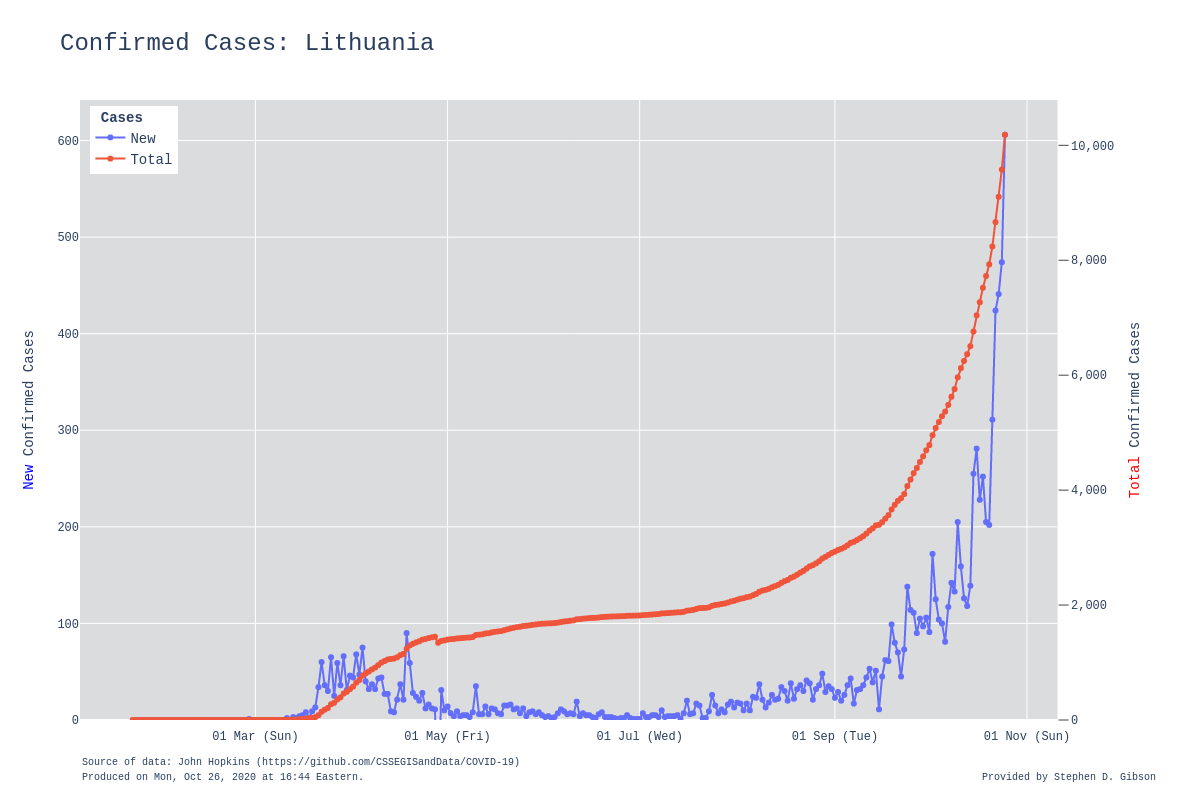 Confirmed Cases: Lithuania
Cases
New
Total
600
500
400
300
200
100
0
10,000
8,000
6,000
4,000
2,000
0
New Confirmed Cases
Total Confirmed Cases
01 Mar (Sun) 01 May (Fri) 01 Jul (Wed) 01 Sep (Tue) 01 Nov (Sun)
Source of data: John Hopkins (https://github.com/CSSEGISandData/COVID-19)
Produced on Mon, Oct 26, 2020 at 16:44 Eastern.
Provided by Stephen D. Gibson